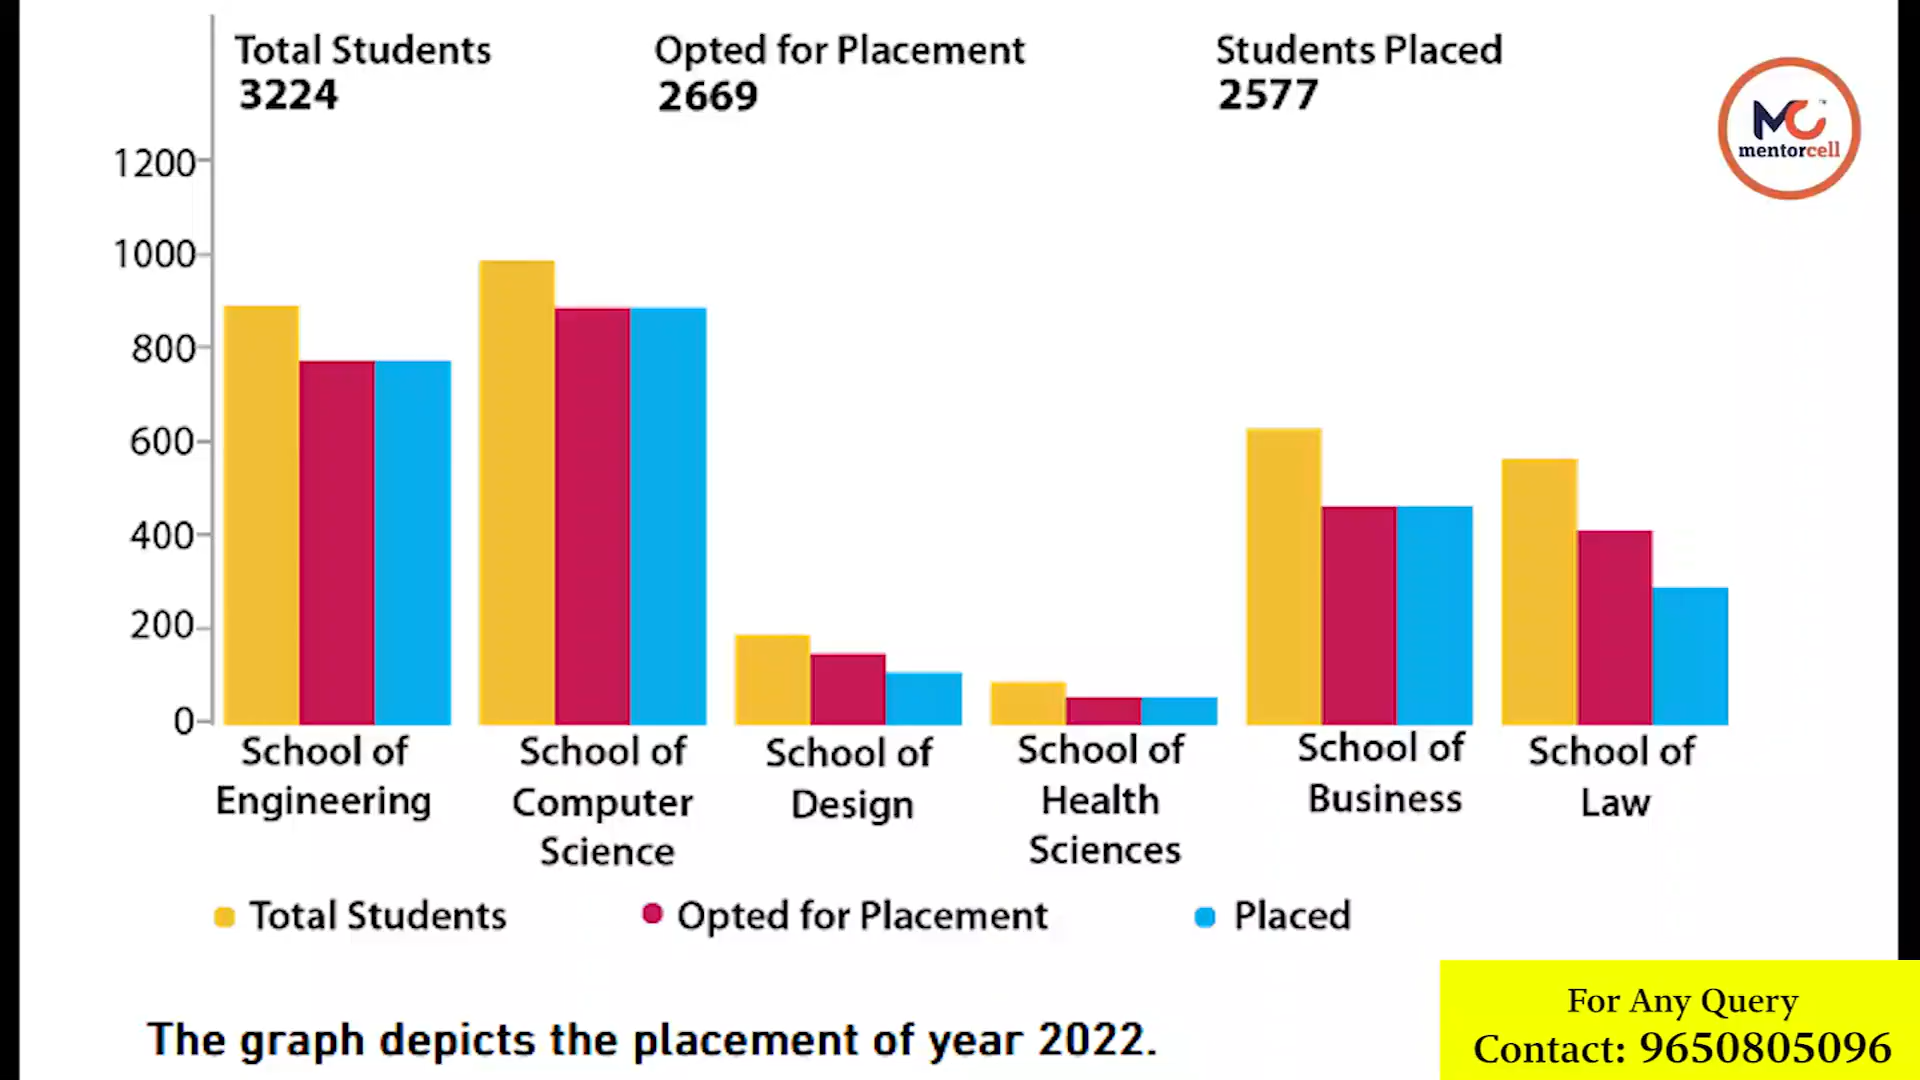 Total Students
3224
Opted for Placement
2669
Students Placed
2577
MC™
mentorcell
1200
1000
800
600
400
200
0
School of
Engineering
School of
Computer
Science
School of
Design
School of
Health
Sciences
School of
Business
School of
Law
Total Students
Opted for Placement
Placed
The graph depicts the placement of year 2022.
For Any Query
Contact: 9650805096